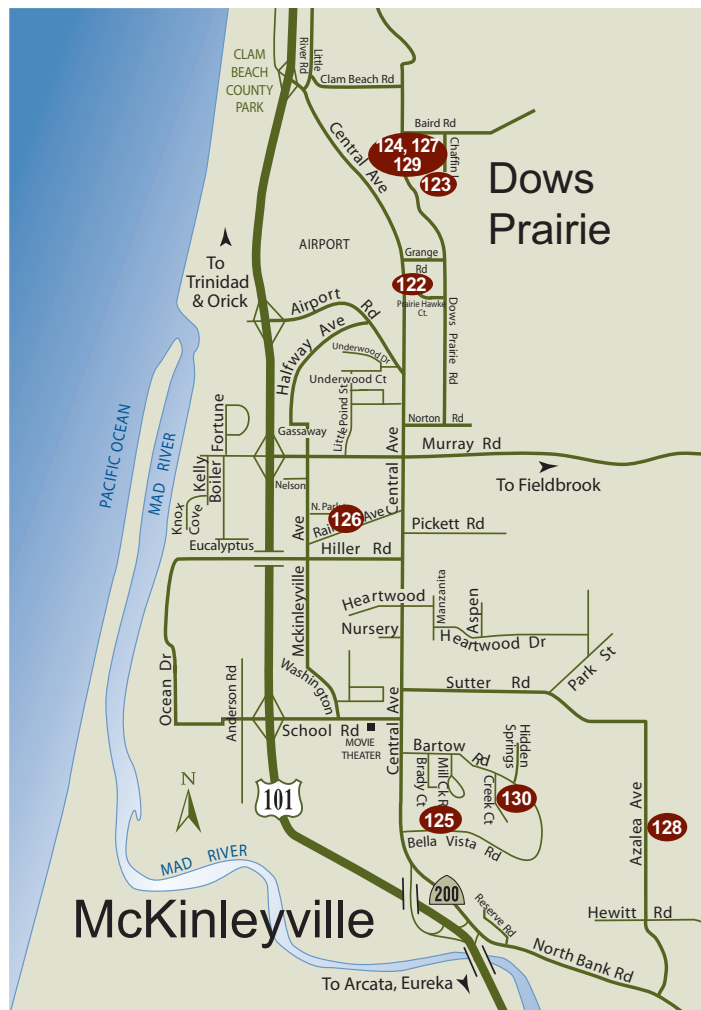 CLAM
BEACH
COUNTY
PARK
River Rd
Little
Clam Beach Rd
Baird Rd
Chaffin
124, 127
129
123
Central Ave
Dows
Prairie
AIRPORT
Grange
Rd
122
Prairie Hawke
Ct.
Dows Prairie Rd
To
Trinidad
& Orick
Airport Rd
Halfway Ave
Underwood Dr
Underwood Ct
Little Poind St
Norton Rd
Gassaway
Murray Rd
Central Ave
PACIFIC OCEAN
MAD RIVER
Fortune
Boiler
Kelly
Knox
Cove
Eucalyptus
Nelson
To Fieldbrook
N. Park
126
Ave
Pickett Rd
Hiller Rd
Mckinleyville Ave
Heartwood
Manzanita
Aspen
Heartwood Dr
Nursery
Park St
Ocean Dr
Anderson Rd
Washington
Sutter Rd
School Rd
MOVIE
THEATER
Central Ave
Bartow Rd
Hidden
Springs
Brady Ct
Mill Ck R
Creek Ct
130
125
Bella Vista Rd
Azalea Ave
128
N
101
MAD RIVER
McKinleyville
200
Reserve Rd
Hewitt Rd
North Bank Rd
To Arcata, Eureka